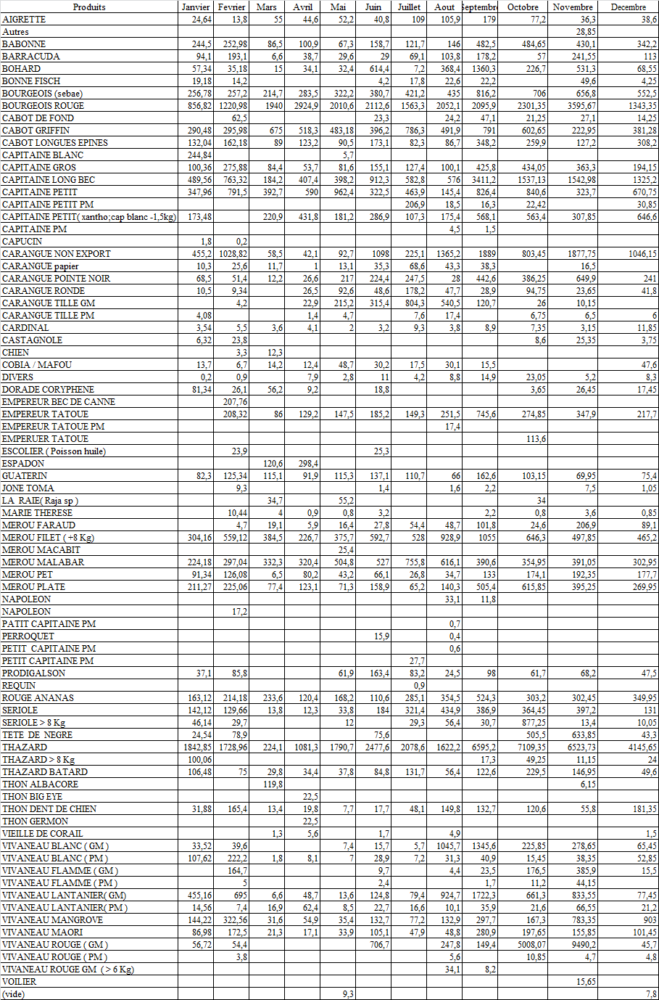 Produits Janvier Fevrier Mars Avril Mai Juin Juillet Aout Septembre Octobre Novembre Decembre
AIGRETTE 24,64 13,8 55 44,6 52,2 40,8 109 105,9 179 77,2 36,3 38,6
Autres 28,85
BABONNE 244,5 252,98 86,5 100,9 67,3 158,7 121,7 146 482,5 484,65 430,1 342,2
BARRACUDA 94,1 193,1 6,6 38,7 29,6 29 69,1 103,8 178,2 57 241,55 113
BOHARD 57,34 35,18 15 34,1 32,4 614,4 7,2 368,4 1360,3 226,7 531,3 68,55
BONNE FISCH 19,18 14,2 4,2 17,8 22,6 22,2 49,6 4,25
BOURGEOIS (sebae) 256,78 257,2 214,7 283,5 322,2 380,7 421,2 435 816,2 706 656,8 552,5
BOURGEOIS ROUGE 856,82 1220,98 1940 2924,9 2010,6 2112,6 1563,3 2052,1 2095,9 2301,35 3595,67 1343,35
CABOT DE FOND 62,5 23,3 24,2 47,1 21,25 27,1 14,25
CABOT GRIFFIN 290,48 295,98 675 518,3 483,18 396,2 786,3 491,9 791 602,65 222,95 381,28
CABOT LONGUES EPINES 132,04 162,18 89 123,2 90,5 173,1 82,3 86,7 348,2 259,9 127,2 308,2
CAPITAINE BLANC 244,84 5,7
CAPITAINE GROS 100,36 275,88 84,4 53,7 81,6 155,1 127,4 100,1 425,8 434,05 363,3 194,15
CAPITAINE LONG BEC 489,56 763,32 184,2 407,4 398,2 912,3 582,8 576 3411,2 1537,13 1542,98 1325,2
CAPITAINE PETIT 347,96 791,5 392,7 590 962,4 322,5 463,9 145,4 826,4 840,6 323,7 670,75
CAPITAINE PETIT PM 206,9 18,5 16,3 22,42 30,85
CAPITAINE PETIT( xantho;cap blanc -1,5kg) 173,48 220,9 431,8 181,2 286,9 107,3 175,4 568,1 563,4 307,85 646,6
CAPITAINE PM 4,5 1,5
CAPUCIN 1,8 0,2
CARANGUE NON EXPORT 455,2 1028,82 58,5 42,1 92,7 1098 225,1 1365,2 1889 803,45 1877,75 1046,15
CARANGUE papier 10,3 25,6 11,7 1 13,1 35,3 68,6 43,3 38,3 16,5
CARANGUE POINTE NOIR 68,5 51,4 12,2 26,6 217 224,4 247,5 28 442,6 386,25 649,9 241
CARANGUE RONDE 10,5 9,34 26,5 92,6 48,6 178,2 47,7 28,9 94,75 23,65 41,8
CARANGUE TILLE GM 4,2 22,9 215,2 315,4 804,3 540,5 120,7 26 10,15
CARANGUE TILLE PM 4,08 1,4 4,7 7,6 17,4 6,75 6,5 6
CARDINAL 3,54 5,5 3,6 4,1 2 3,2 9,3 3,8 8,9 7,35 3,15 11,85
CASTAGNOLE 6,32 23,8 8,6 25,35 3,75
CHIEN 3,3 12,3
COBIA / MAFOU 13,7 6,7 14,2 12,4 48,7 30,2 17,5 30,1 15,5 47,6
DIVERS 0,2 0,9 7,9 2,8 11 4,2 8,8 14,9 23,05 5,2 8,3
DORADE CORYPHENE 81,34 26,1 56,2 9,2 18,8 3,65 26,45 17,45
EMPEREUR BEC DE CANNE 207,76
EMPEREUR TATOUE 208,32 86 129,2 147,5 185,2 149,3 251,5 745,6 274,85 347,9 217,7
EMPEREUR TATOUE PM 17,4
EMPERUER TATOUE 113,6
ESCOLIER ( Poisson huile) 23,9 25,3
ESPADON 120,6 298,4
GUATERIN 82,3 125,34 115,1 91,9 115,3 137,1 110,7 66 162,6 103,15 69,95 75,4
JONE TOMA 9,3 1,4 1,6 2,2 7,5 1,05
LA RAIE( Raja sp ) 34,7 55,2 34
MARIE THERESE 10,44 4 0,9 0,8 3,2 2,2 0,8 3,6 0,85
MEROU FARAUD 4,7 19,1 5,9 16,4 27,8 54,4 48,7 101,8 24,6 206,9 89,1
MEROU FILET ( +8 Kg) 304,16 559,12 384,5 226,7 375,7 592,7 528 928,9 1055 646,3 497,85 465,2
MEROU MACABIT 25,4
MEROU MALABAR 224,18 297,04 332,3 320,4 504,8 527 755,8 616,1 390,6 354,95 391,05 302,95
MEROU PET 91,34 126,08 6,5 80,2 43,2 66,1 26,8 34,7 133 174,1 192,35 177,7
MEROU PLATE 211,27 225,06 77,4 123,1 71,3 158,9 65,2 140,3 505,4 615,85 395,25 269,95
NAPOLEON 33,1 11,8
NAPOLEON 17,2
PATIT CAPITAINE PM 0,7
PERROQUET 15,9 0,4
PETIT CAPITAINE PM 0,6
PETIT CAPITAINE PM 27,7
PRODIGALSON 37,1 85,8 61,9 163,4 83,2 24,5 98 61,7 68,2 47,5
REQUIN 0,9
ROUGE ANANAS 163,12 214,18 233,6 120,4 168,2 110,6 285,1 354,5 524,3 303,2 302,45 349,95
SERIOLE 142,12 129,66 13,8 12,3 33,8 184 321,4 434,9 386,9 364,45 397,2 131
SERIOLE > 8 Kg 46,14 29,7 12 29,3 56,4 30,7 877,25 13,4 10,05
TETE DE NEGRE 24,54 78,9 75,6 505,5 633,85 43,3
THAZARD 1842,85 1728,96 224,1 1081,3 1790,7 2477,6 2078,6 1622,2 6595,2 7109,35 6523,73 4145,65
THAZARD > 8 Kg 100,06 17,3 49,25 11,15 24
THAZARD BATARD 106,48 75 29,8 34,4 37,8 84,8 131,7 56,4 122,6 229,5 146,95 49,6
THON ALBACORE 119,8 6,15
THON BIG EYE 22,5
THON DENT DE CHIEN 31,88 165,4 13,4 19,8 7,7 17,7 48,1 149,8 132,7 120,6 55,8 181,35
THON GERMON 22,5
VIEILLE DE CORAIL 1,3 5,6 1,7 4,9 1,5
VIVANEAU BLANC ( GM ) 33,52 39,6 7,4 15,7 5,7 1045,7 1345,6 225,85 278,65 65,45
VIVANEAU BLANC ( PM ) 107,62 222,2 1,8 8,1 7 28,9 7,2 31,3 40,9 15,45 38,35 52,85
VIVANEAU FLAMME ( GM ) 164,7 9,7 4,4 23,5 176,5 385,9 15,5
VIVANEAU FLAMME ( PM ) 5 2,4 1,7 11,2 44,15
VIVANEAU LANTANIER( GM) 455,16 695 6,6 48,7 13,6 124,8 79,4 924,7 1722,3 661,3 833,55 77,45
VIVANEAU LANTANIER( PM ) 14,56 7,4 16,9 62,4 8,5 22,7 16,6 10,1 35,9 21,6 66,55 21,2
VIVANEAU MANGROVE 144,22 322,56 31,6 54,9 35,4 132,7 77,2 132,9 297,7 167,3 783,35 903
VIVANEAU MAORI 86,98 172,5 21,3 17,1 33,9 105,1 47,9 48,8 280,9 197,65 155,85 101,45
VIVANEAU ROUGE ( GM ) 56,72 54,4 706,7 247,8 149,4 5008,07 9490,2 45,7
VIVANEAU ROUGE ( PM ) 3,8 5,6 10,85 4,7 4,8
VIVANEAU ROUGE GM ( > 6 Kg) 34,1 8,2
VOILIER 15,65
(vide) 9,3 7,8